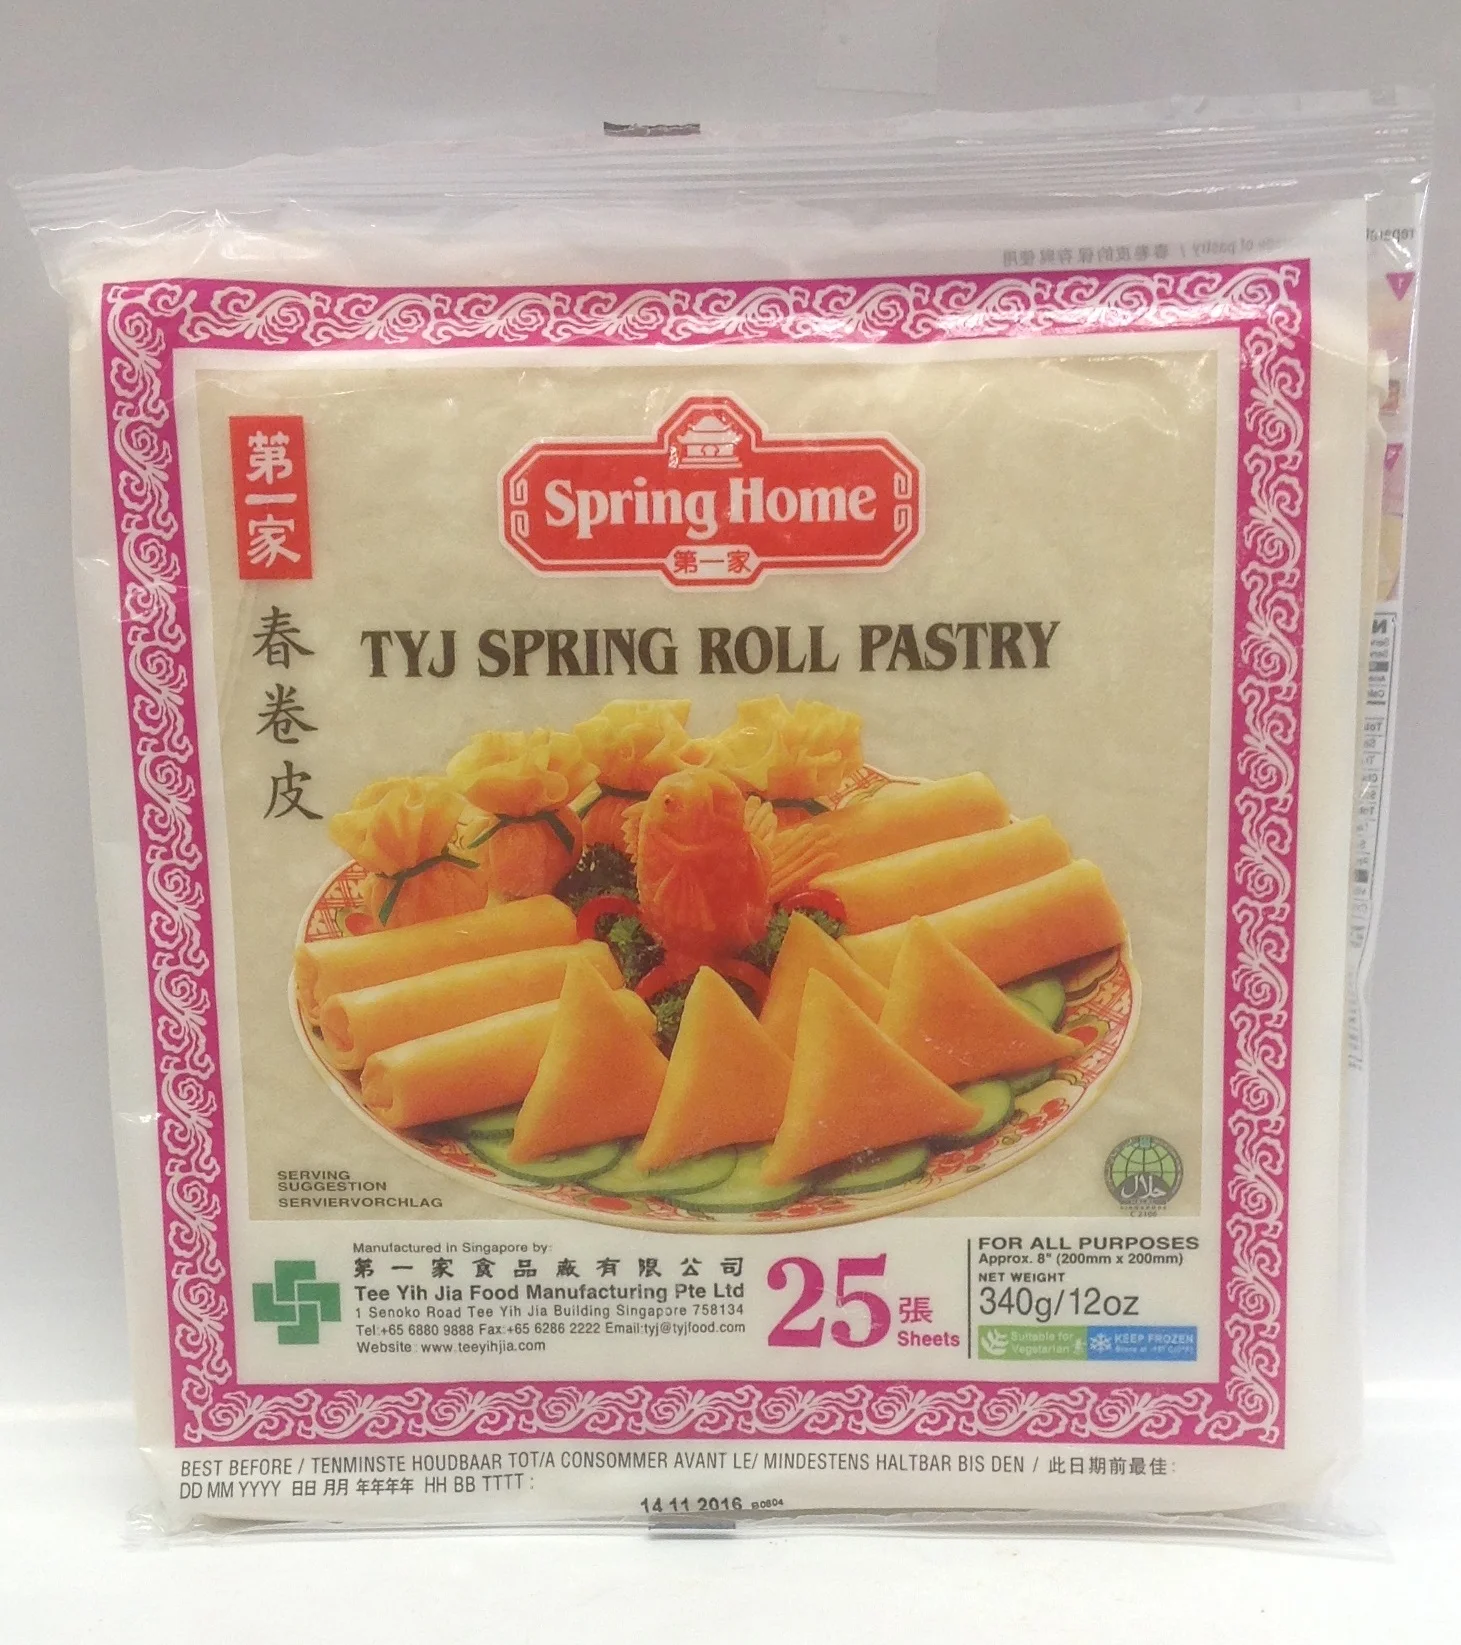 第一家
春卷皮
Spring Home
第一家
TYJ SPRING ROLL PASTRY
SERVING
SUGGESTION
SERVIERVORCHLAG
حلال
Manufactured in Singapore by:
第一家食品廠有限公司
Tee Yih Jia Food Manufacturing Pte Ltd
1 Senoko Road Tee Yih Jia Building Singapore 758134
Tel:+65 6880 9888 Fax:+65 6286 2222 Email:tyj@tyjfood.com
Website : www.teeyihjia.com
25 張
Sheets
FOR ALL PURPOSES
Approx. 8" (200mm x 200mm)
NET WEIGHT
340g/12oz
Suitable for
Vegetarian
KEEP FROZEN
BEST BEFORE / TENMINSTE HOUDBAAR TOT/A CONSOMMER AVANT LE/ MINDESTENS HALTBAR BIS DEN / 此日期前最佳:
DD MM YYYY 日日 月月 年年年年 HH BB TTTT :
14 11 2016 B0804